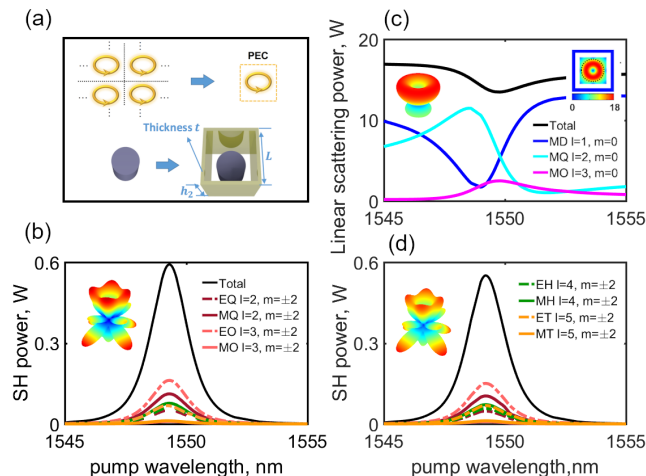 (a)
PEC
Thickness t
L
h2
(c)
Linear scattering power, W
20
10
0
0 18
Total
MD l=1, m=0
MQ l=2, m=0
MO l=3, m=0
1545 1550 1555
(b)
SH power, W
0.6
0.3
0
Total
EQ l=2, m=±2
MQ l=2, m=±2
EO l=3, m=±2
MO l=3, m=±2
1545 1550 1555
pump wavelength, nm
(d)
SH power, W
0.6
0.3
0
EH l=4, m=±2
MH l=4, m=±2
ET l=5, m=±2
MT l=5, m=±2
1545 1550 1555
pump wavelength,nm